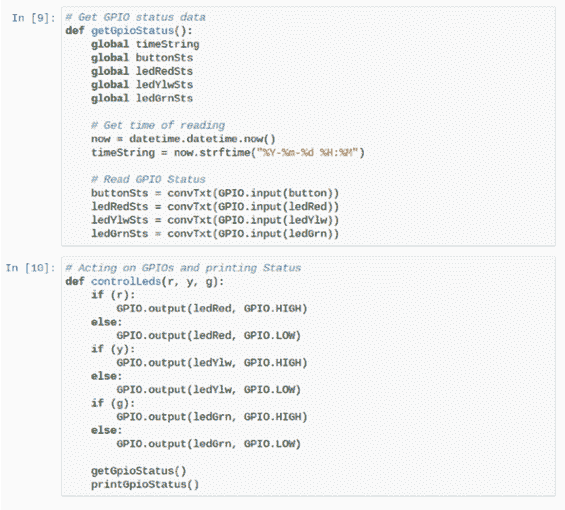 In [9]: # Get GPIO status data
def getGpioStatus():
    global timeString
    global buttonSts
    global ledRedSts
    global ledYlwSts
    global ledGrnSts

    # Get time of reading
    now = datetime.datetime.now()
    timeString = now.strftime("%Y-%m-%d %H:%M")

    # Read GPIO Status
    buttonSts = convTxt(GPIO.input(button))
    ledRedSts = convTxt(GPIO.input(ledRed))
    ledYlwSts = convTxt(GPIO.input(ledYlw))
    ledGrnSts = convTxt(GPIO.input(ledGrn))
In [10]: # Acting on GPIOs and printing Status
def controlLeds(r, y, g):
    if (r):
        GPIO.output(ledRed, GPIO.HIGH)
    else:
        GPIO.output(ledRed, GPIO.LOW)
    if (y):
        GPIO.output(ledYlw, GPIO.HIGH)
    else:
        GPIO.output(ledYlw, GPIO.LOW)
    if (g):
        GPIO.output(ledGrn, GPIO.HIGH)
    else:
        GPIO.output(ledGrn, GPIO.LOW)

    getGpioStatus()
    printGpioStatus()